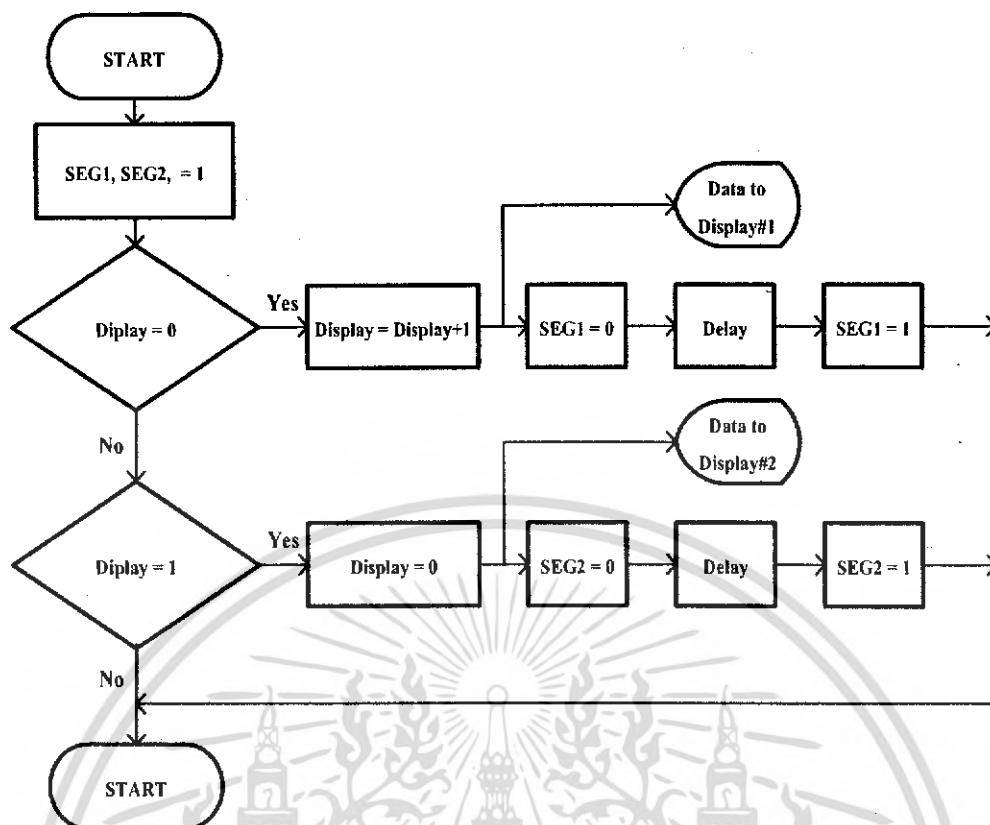 START
SEG1, SEG2, = 1
Data to
Display#1
Diplay = 0
Yes
Display = Display+1
SEG1 = 0
Delay
SEG1 = 1
No
Data to
Display#2
Diplay = 1
Yes
Display = 0
SEG2 = 0
Delay
SEG2 = 1
No
START